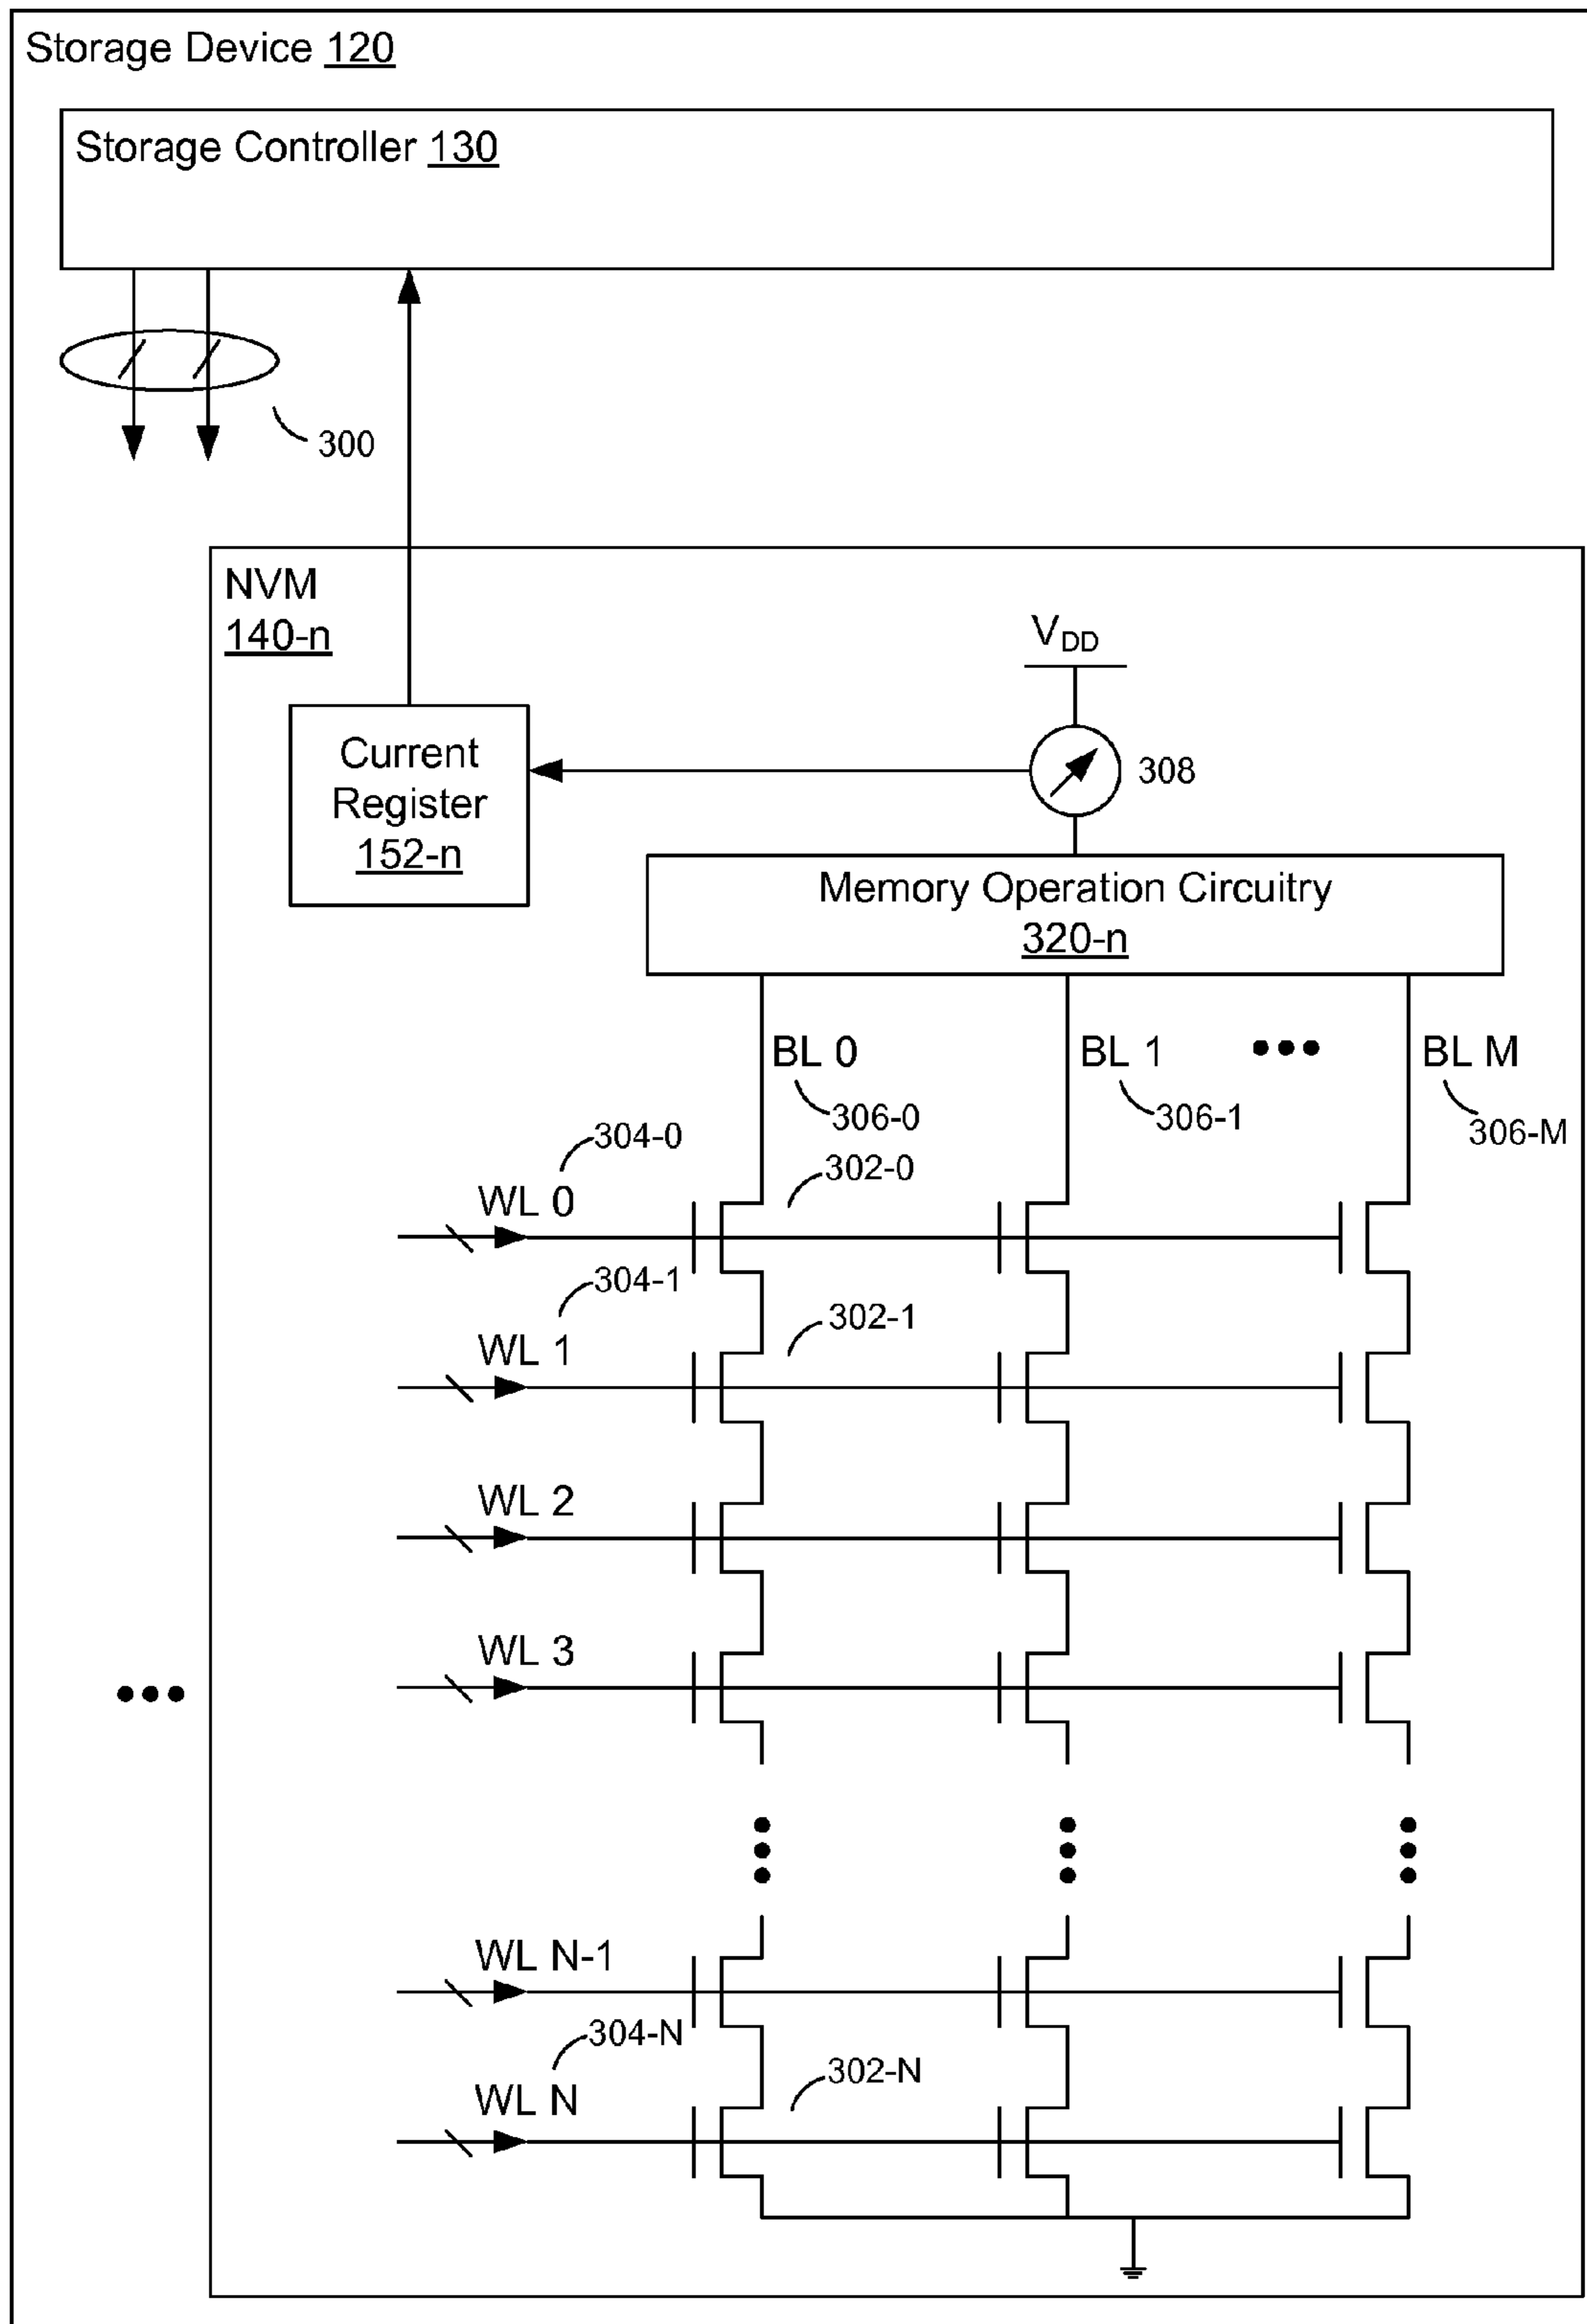 Storage Device 120
Storage Controller 130
300
NVM
140-n
VDD
Current
Register
152-n
308
Memory Operation Circuitry
320-n
BL 0
BL 1
BL M
306-0
306-1
306-M
304-0
302-0
WL 0
304-1
302-1
WL 1
WL 2
WL 3
WL N-1
304-N
302-N
WL N